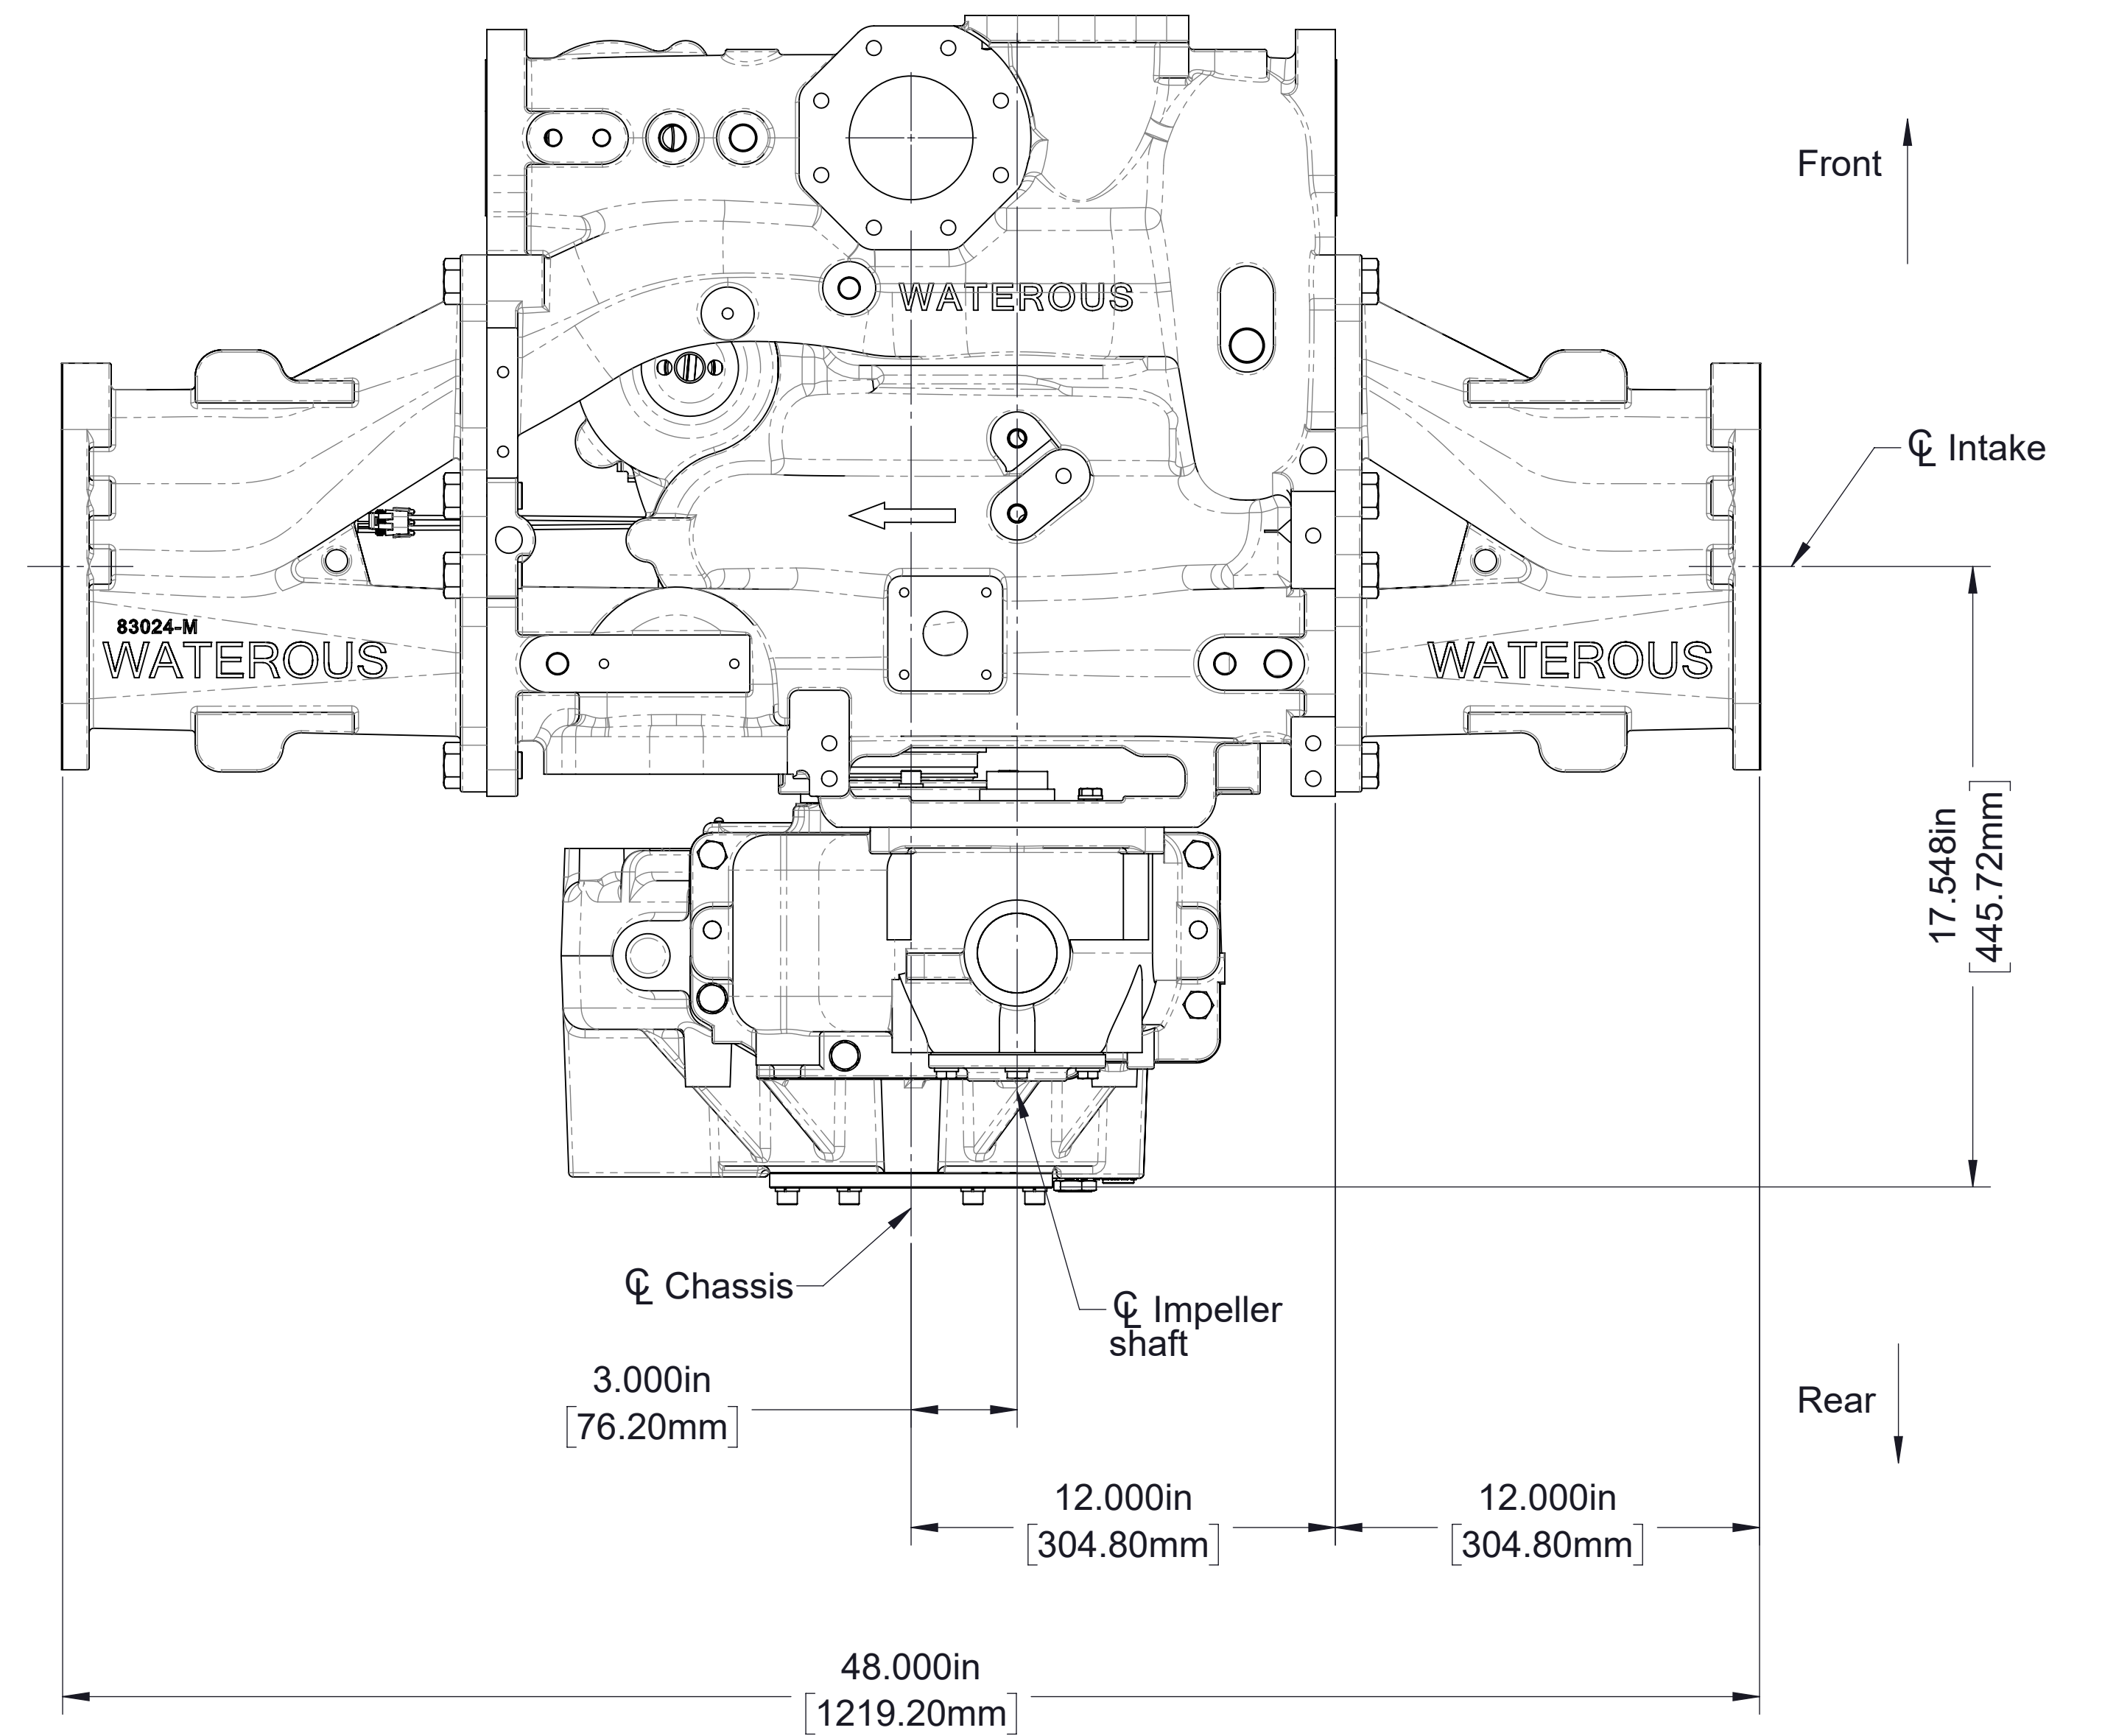 Front
WATEROUS
℄ Intake
83024-M
WATEROUS
WATEROUS
17.548in
[445.72mm]
℄ Chassis
℄ Impeller
shaft
3.000in
[76.20mm]
Rear
12.000in
[304.80mm]
12.000in
[304.80mm]
48.000in
[1219.20mm]